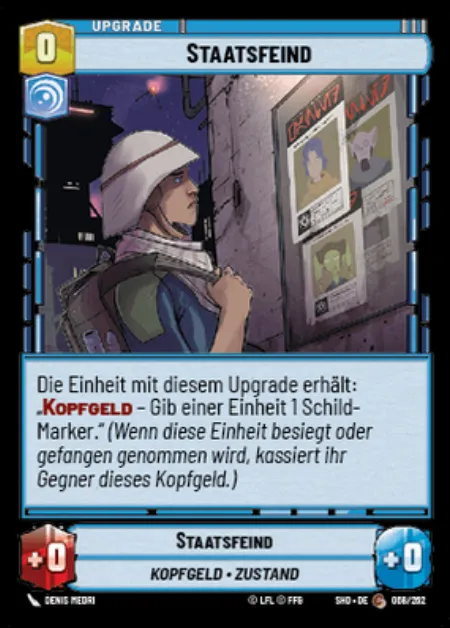 UPGRADE
0
STAATSFEIND
Die Einheit mit diesem Upgrade erhält:
„KOPFGELD – Gib einer Einheit 1 Schild-
Marker.“ (Wenn diese Einheit besiegt oder
gefangen genommen wird, kassiert ihr
Gegner dieses Kopfgeld.)
STAATSFEIND
+0
+0
KOPFGELD • ZUSTAND
DENIS MEDRI
© LFL © FFG
SHD • DE
068/262